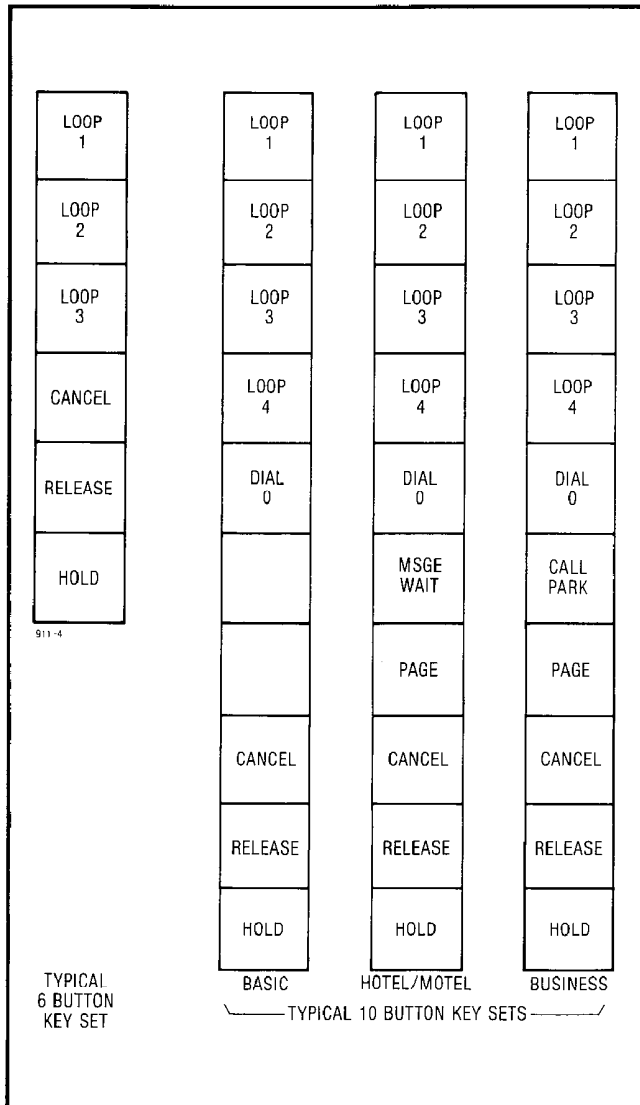 LOOP
1
LOOP
2
LOOP
3
CANCEL
RELEASE
HOLD
911-4
TYPICAL
6 BUTTON
KEY SET
LOOP
1
LOOP
2
LOOP
3
LOOP
4
DIAL
0
CANCEL
RELEASE
HOLD
BASIC
LOOP
1
LOOP
2
LOOP
3
LOOP
4
DIAL
0
MSGE
WAIT
PAGE
CANCEL
RELEASE
HOLD
HOTEL/MOTEL
LOOP
1
LOOP
2
LOOP
3
LOOP
4
DIAL
0
CALL
PARK
PAGE
CANCEL
RELEASE
HOLD
BUSINESS
TYPICAL 10 BUTTON KEY SETS